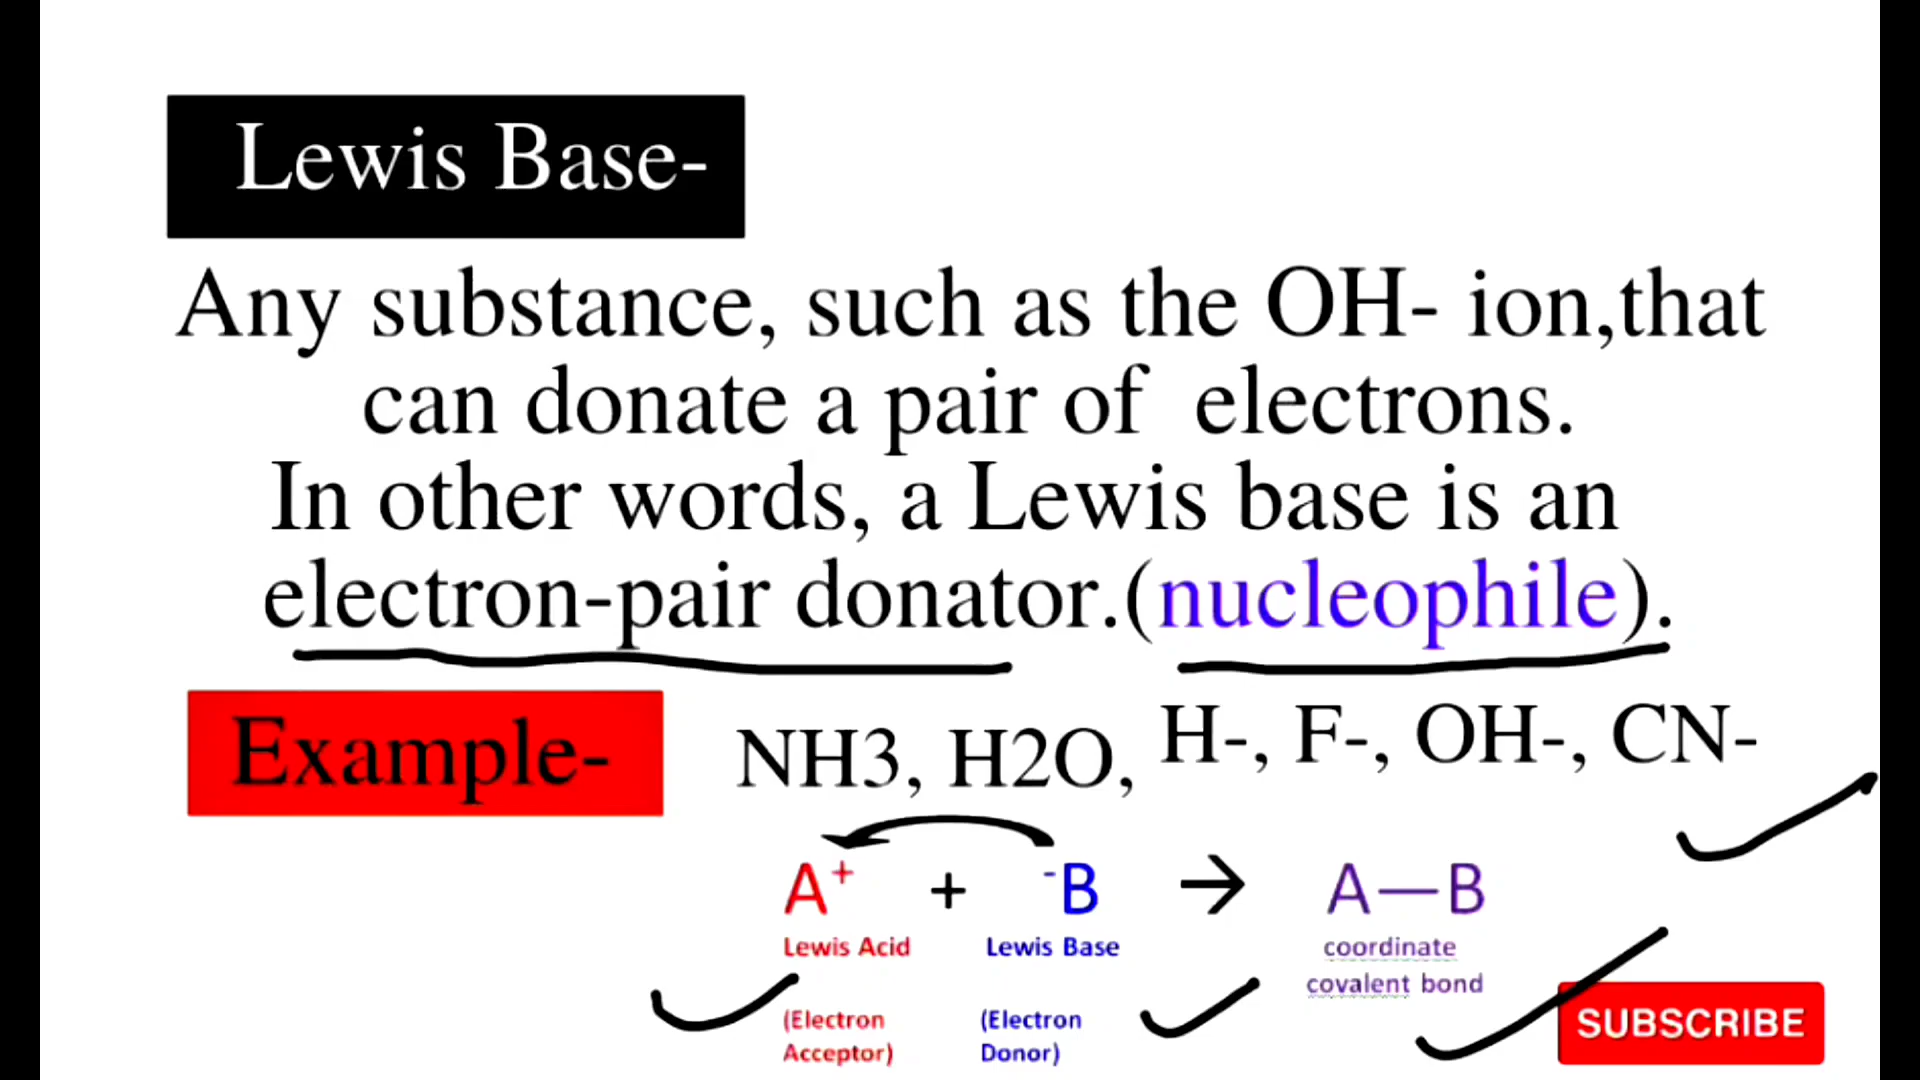 Lewis Base-
Any substance, such as the OH- ion,that
can donate a pair of electrons.
In other words, a Lewis base is an
electron-pair donator.(nucleophile).
Example- NH3, H2O, H-, F-, OH-, CN-
A+ + -B → A—B
Lewis Acid Lewis Base coordinate
covalent bond
(Electron (Electron
Acceptor) Donor)
SUBSCRIBE